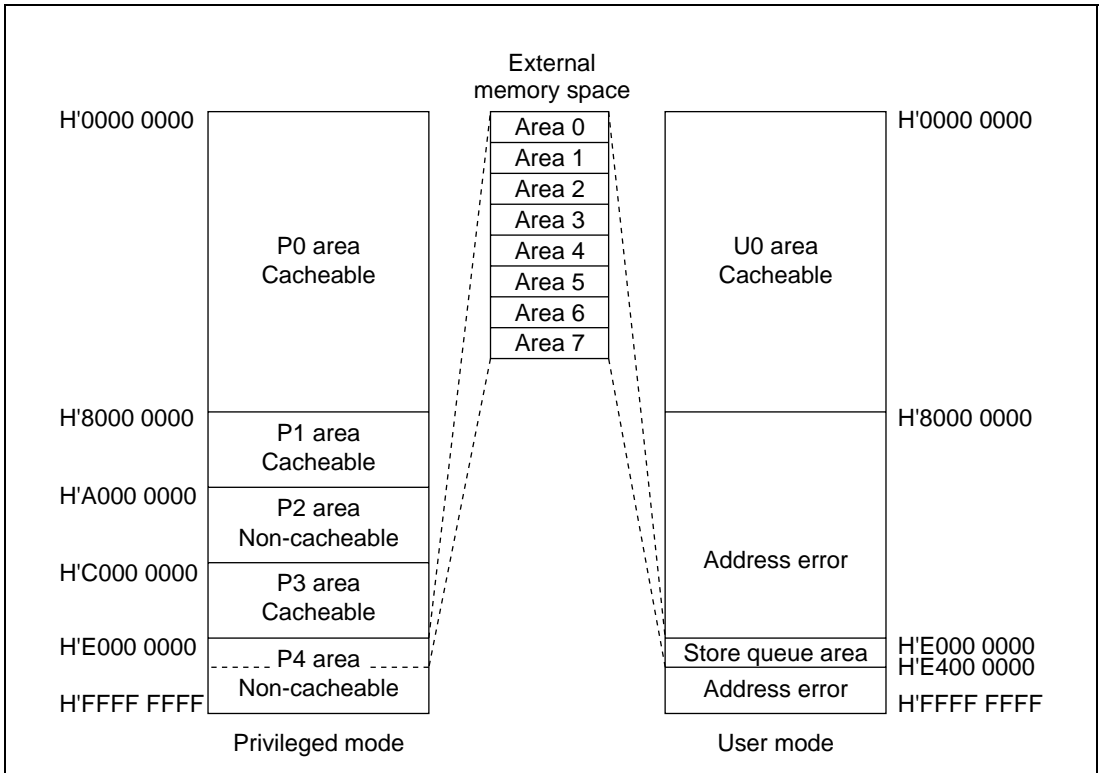 External
memory space
H'0000 0000
Area 0
Area 1
Area 2
Area 3
Area 4
Area 5
Area 6
Area 7
H'0000 0000
P0 area
Cacheable
U0 area
Cacheable
H'8000 0000
P1 area
Cacheable
H'8000 0000
H'A000 0000
P2 area
Non-cacheable
H'C000 0000
P3 area
Cacheable
Address error
H'E000 0000
P4 area
Non-cacheable
H'FFFF FFFF
Store queue area
Address error
H'E000 0000
H'E400 0000
H'FFFF FFFF
Privileged mode
User mode